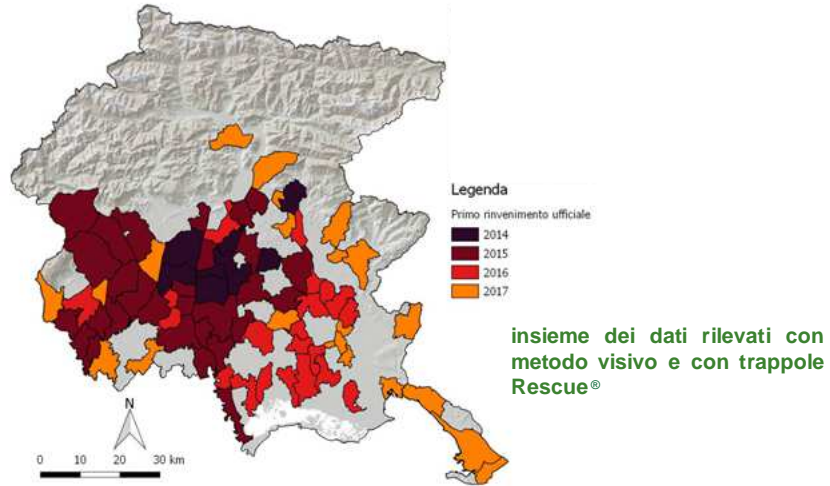 Legenda
Primo rinvenimento ufficiale
2014
2015
2016
2017
insieme dei dati rilevati con
metodo visivo e con trappole
Rescue®
N
0 10 20 30 km